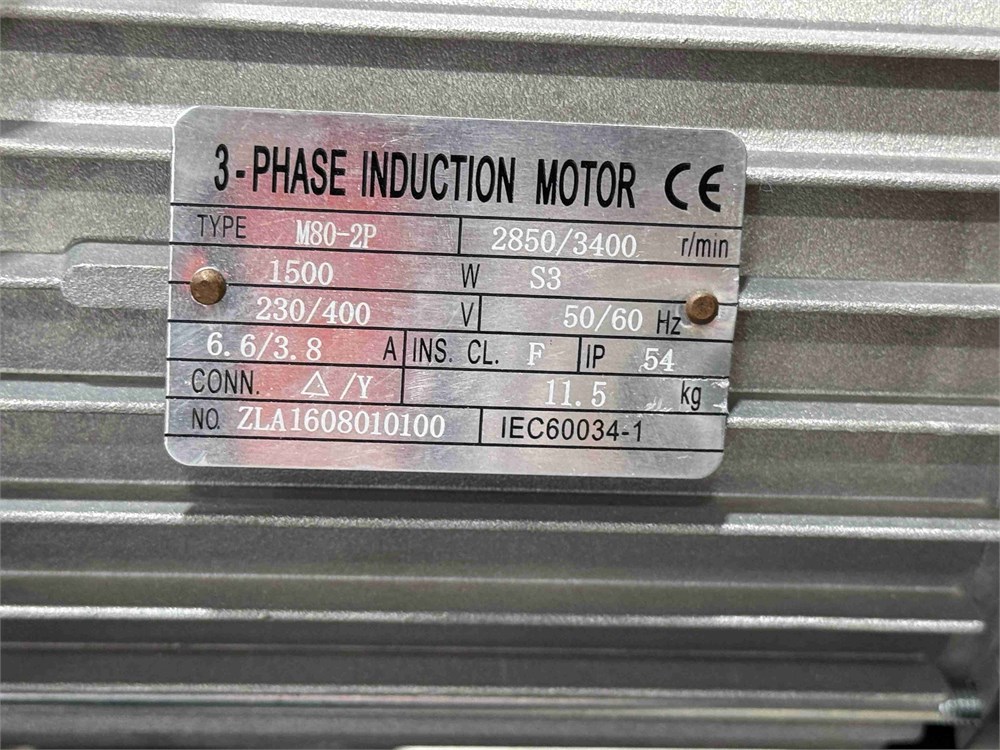 3-PHASE INDUCTION MOTOR CE
TYPE M80-2P 2850/3400 r/min
1500 W S3
230/400 V 50/60 Hz
6.6/3.8 A INS. CL. F IP 54
CONN. △/Y 11.5 kg
NO. ZLA1608010100 IEC60034-1